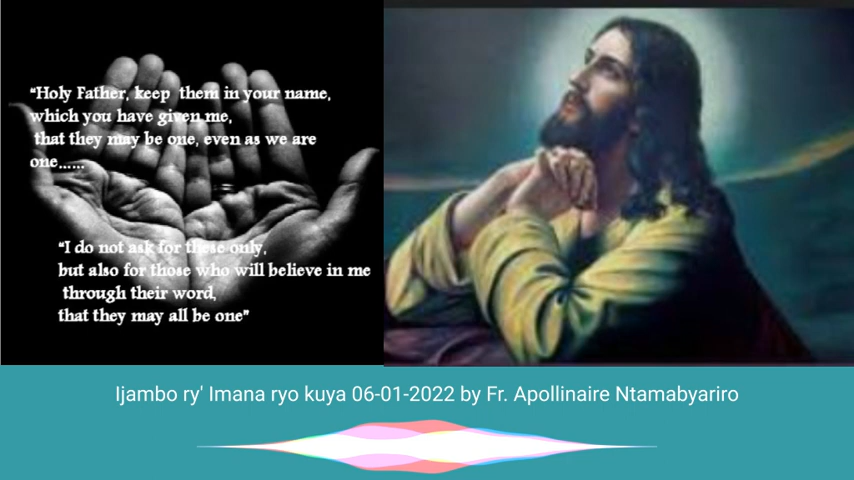 “Holy Father, keep them in your name,
which you have given me,
that they may be one, even as we are
one......
“I do not ask for these only,
but also for those who will believe in me
through their word,
that they may all be one”
Ijambo ry' Imana ryo kuya 06-01-2022 by Fr. Apollinaire Ntamabyariro